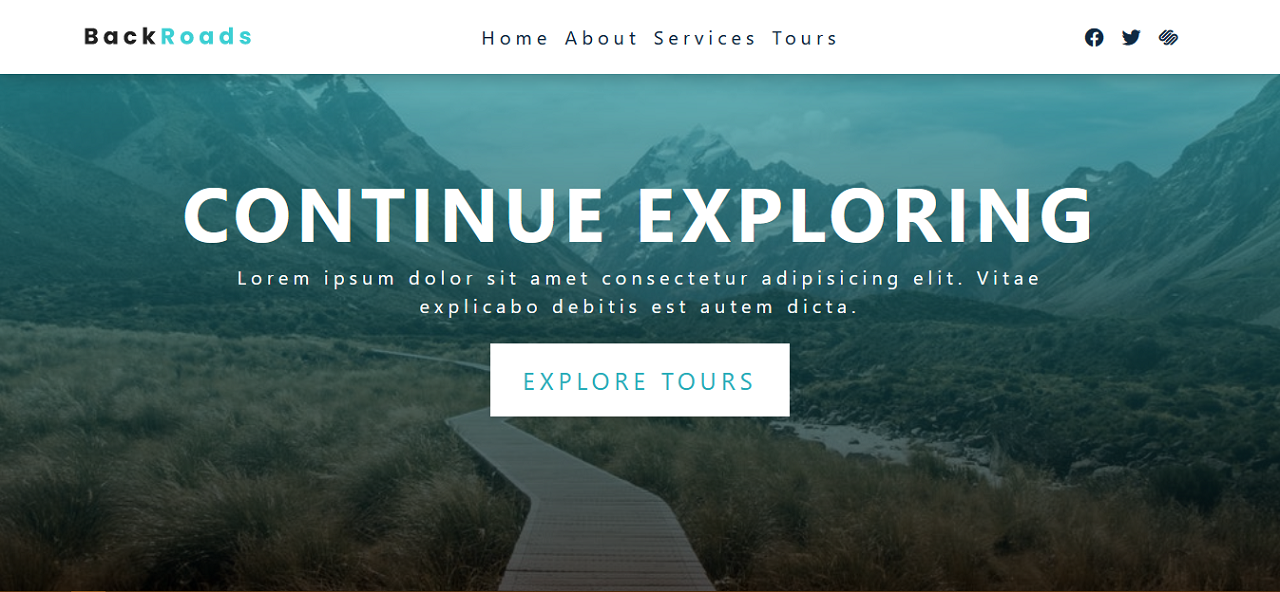 BackRoads
Home About Services Tours
CONTINUE EXPLORING
Lorem ipsum dolor sit amet consectetur adipisicing elit. Vitae
explicabo debitis est autem dicta.
EXPLORE TOURS